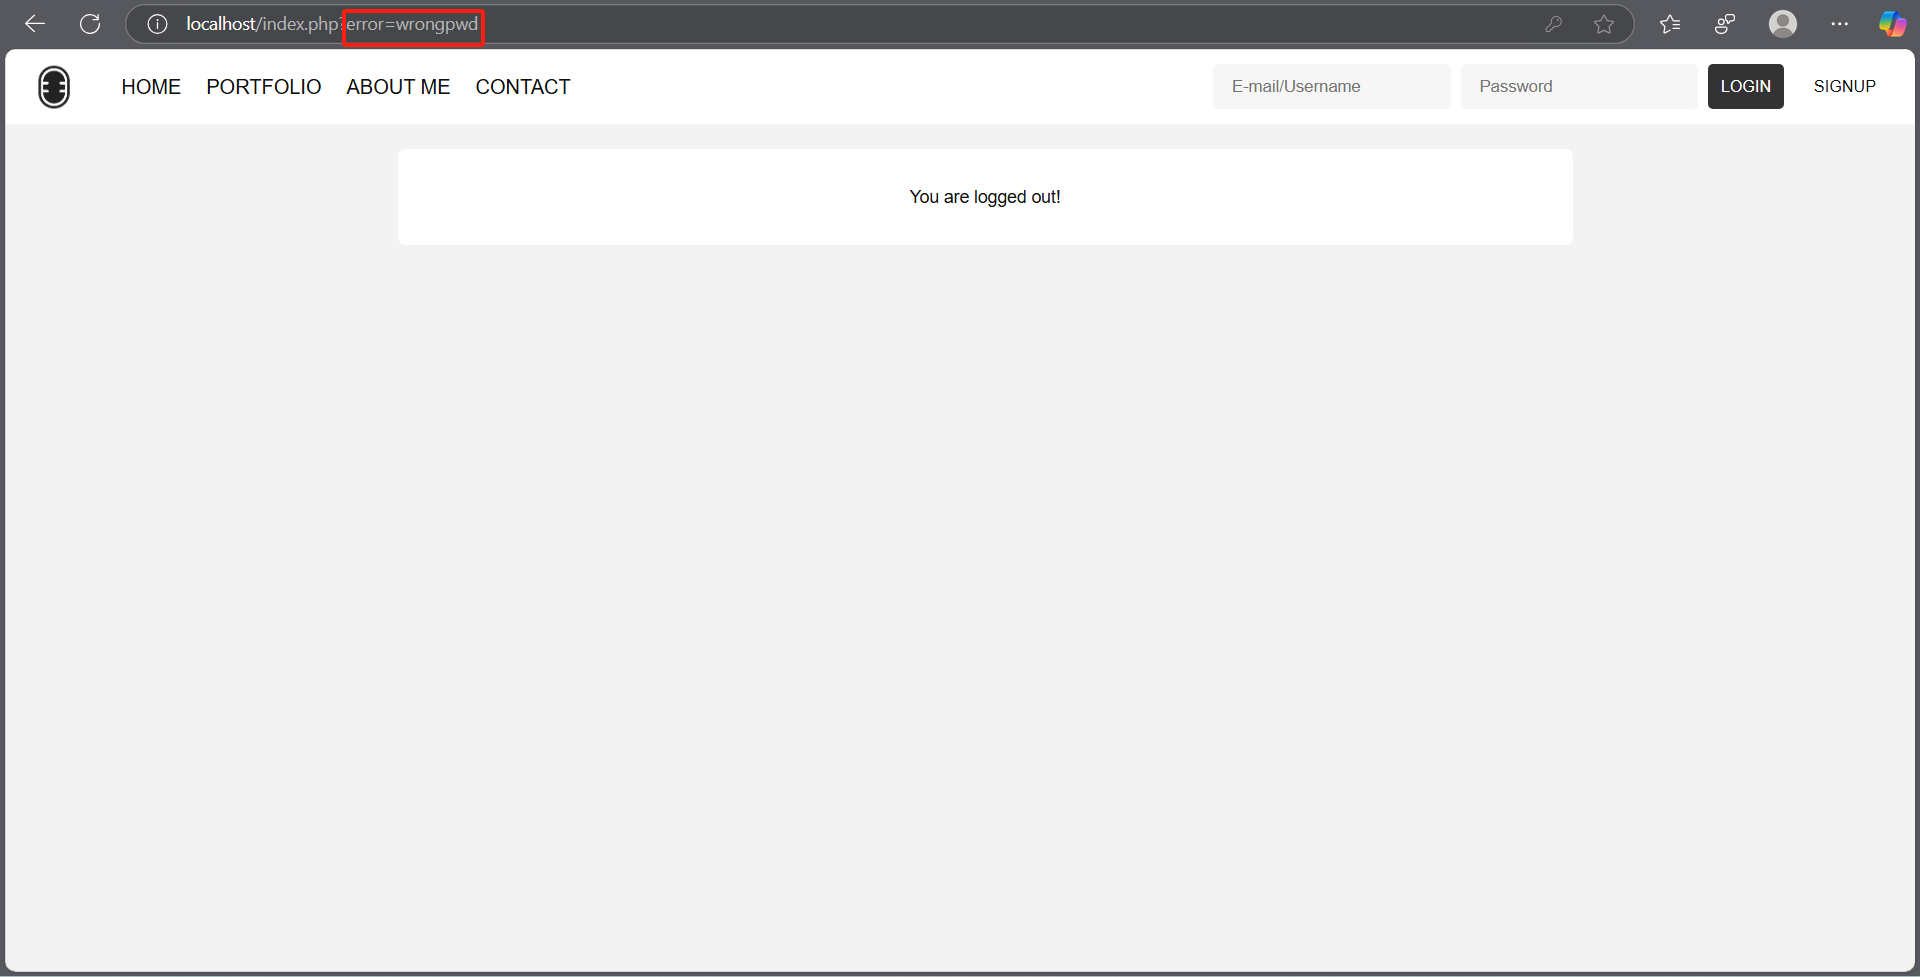 localhost/index.php?error=wrongpwd
HOME PORTFOLIO ABOUT ME CONTACT E-mail/Username Password LOGIN SIGNUP
You are logged out!